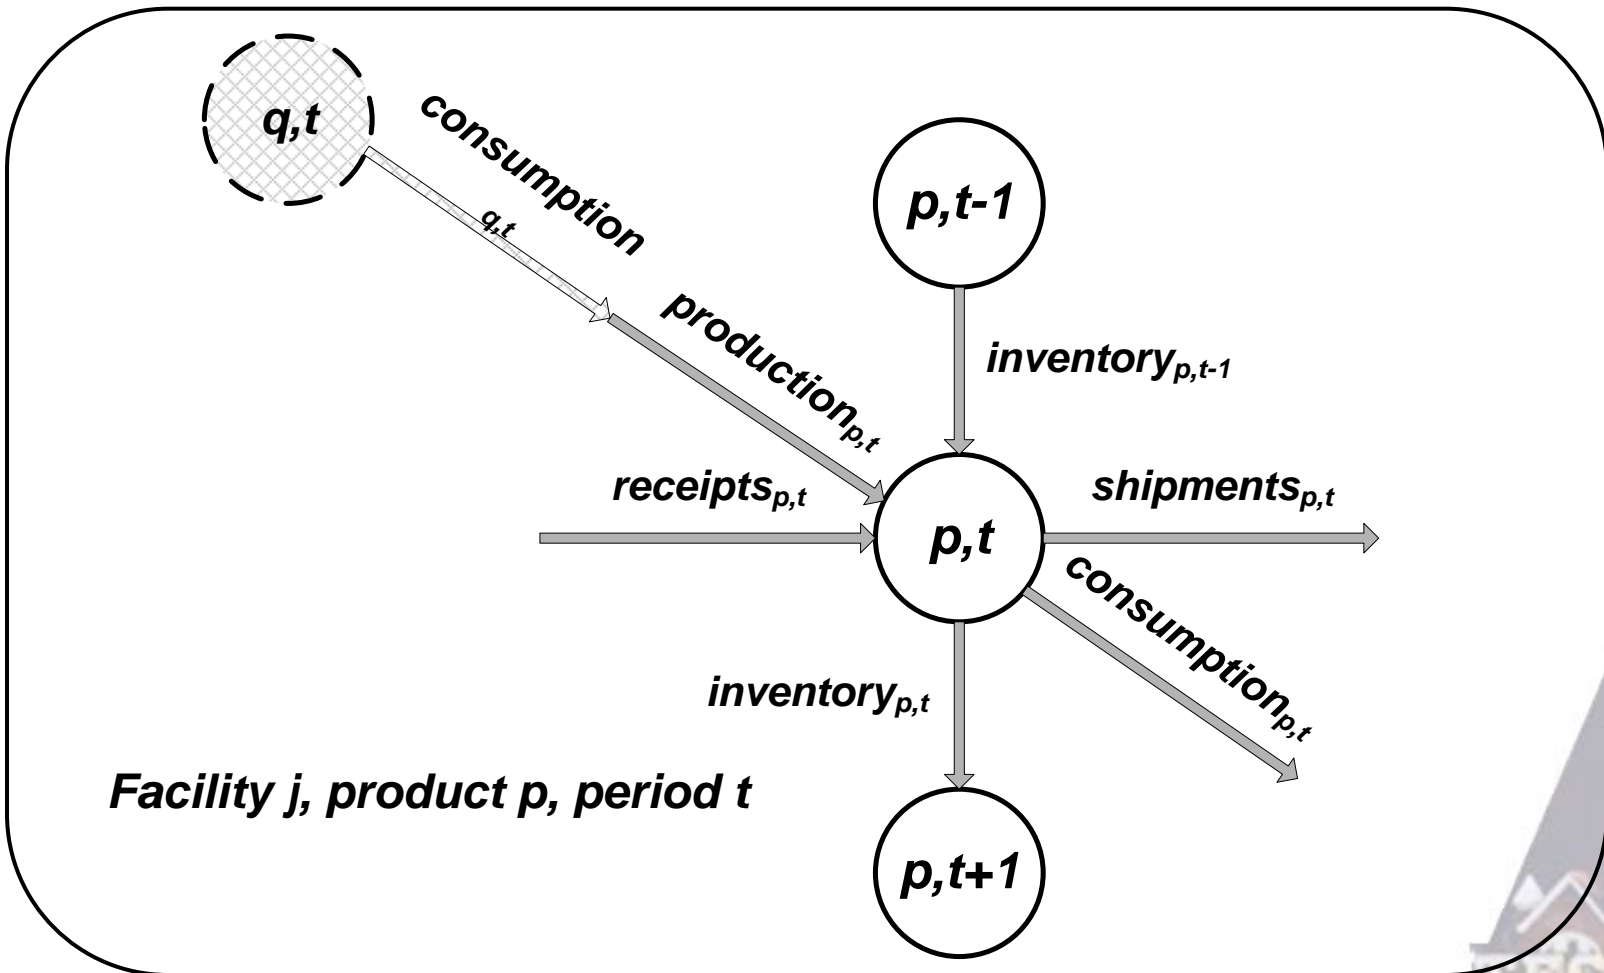 q,t
consumption
q,t
p,t-1
production p,t
inventory p,t-1
receipts p,t
shipments p,t
p,t
consumption p,t
inventory p,t
Facility j, product p, period t
p,t+1